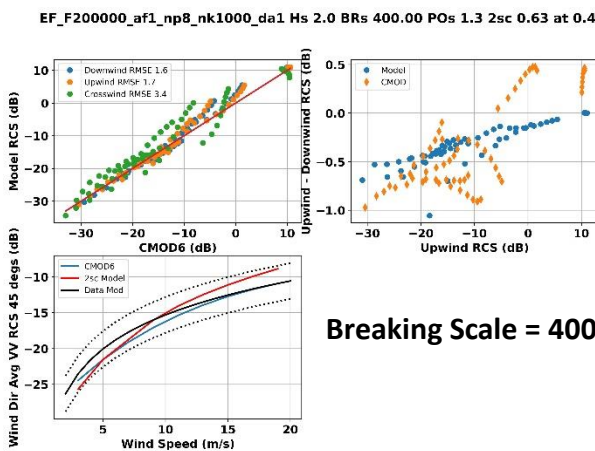 EF_F200000_af1_np8_nk1000_da1 Hs 2.0 BRs 400.00 POs 1.3 2sc 0.63 at 0.4
Model RCS (dB)
10
0
−10
−20
−30
Downwind RMSE 1.6
Upwind RMSE 1.7
Crosswind RMSE 3.4
−30 −20 −10 0 10
CMOD6 (dB)
Upwind - Downwind RCS (dB)
0.5
0.0
−0.5
−1.0
Model
CMOD
−30 −20 −10 0 10
Upwind RCS (dB)
Wind Dir Avg VV RCS 45 degs (dB)
−10
−15
−20
−25
CMOD6
2sc Model
Data Mod
5 10 15 20
Wind Speed (m/s)
Breaking Scale = 400